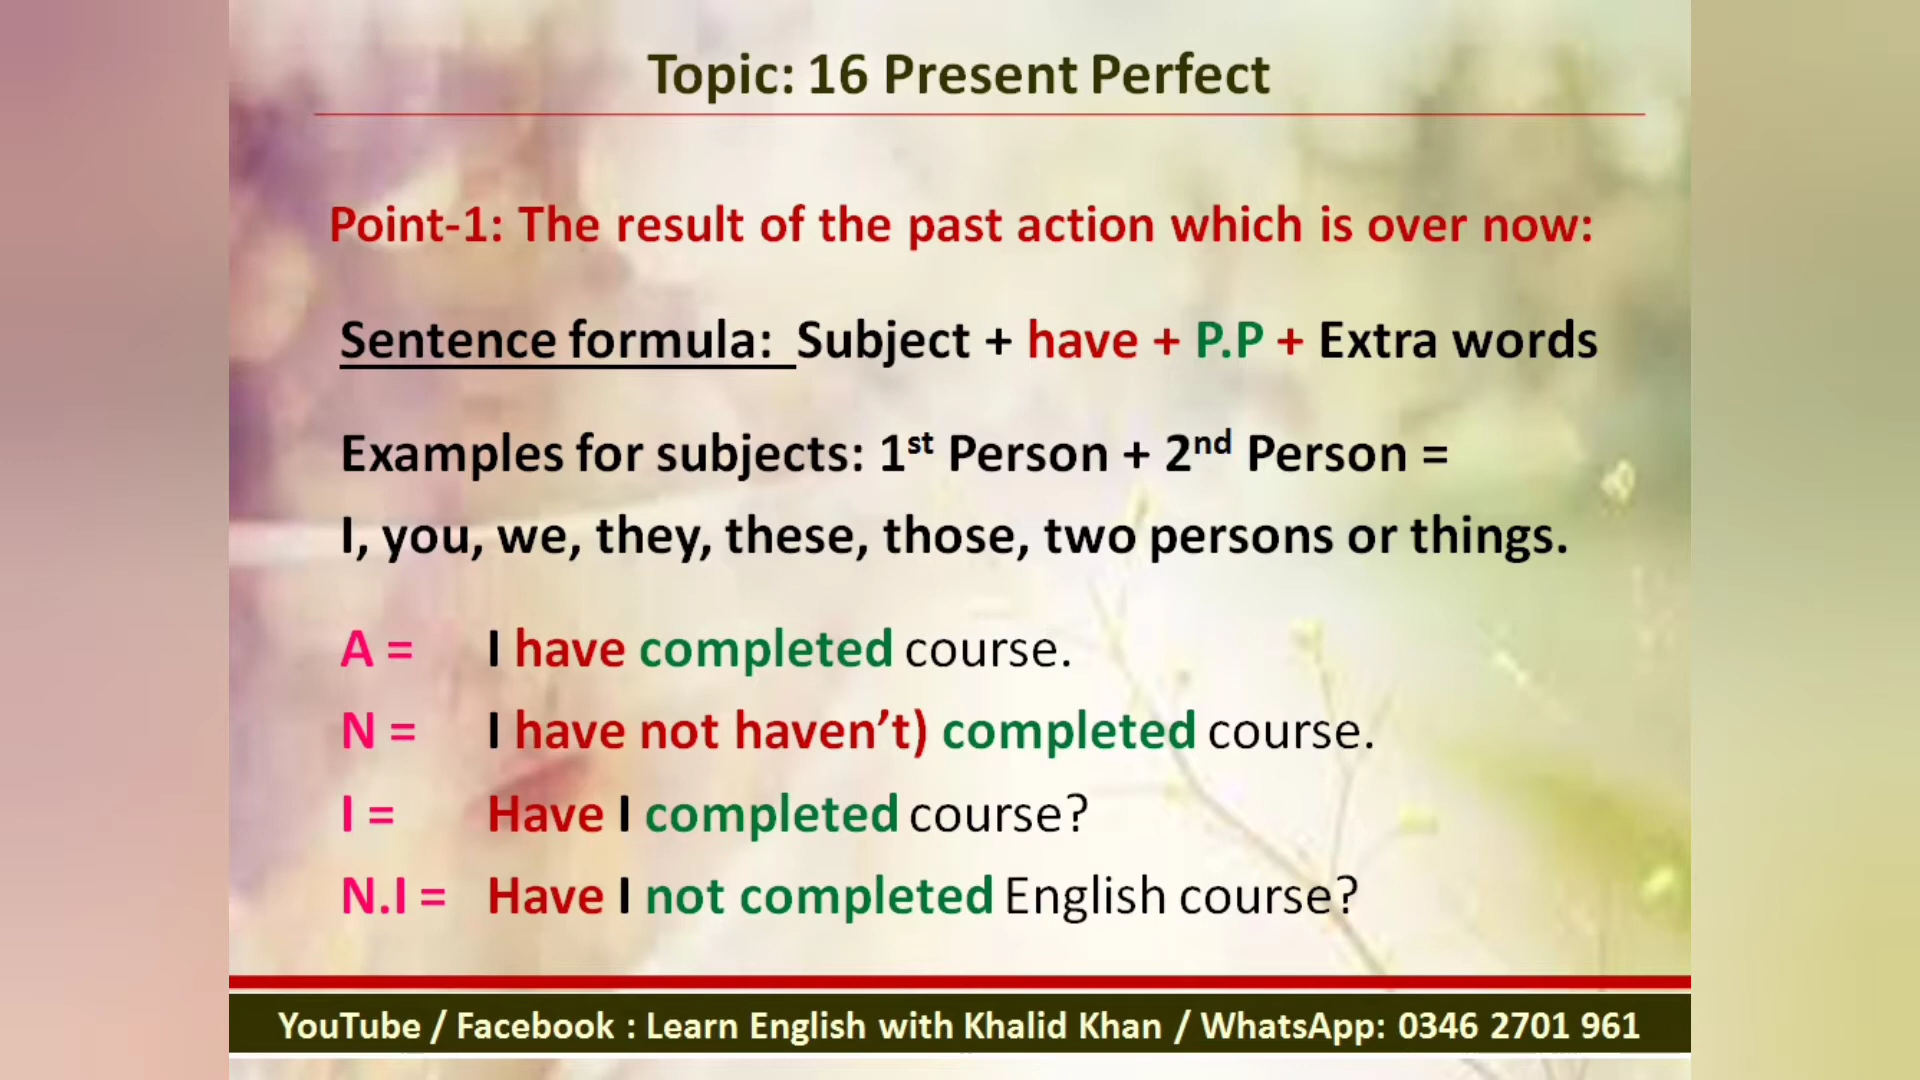 Topic: 16 Present Perfect
Point-1: The result of the past action which is over now:
Sentence formula: Subject + have + P.P + Extra words
Examples for subjects: 1st Person + 2nd Person =
I, you, we, they, these, those, two persons or things.
A = I have completed course.
N = I have not haven’t) completed course.
I = Have I completed course?
N.I = Have I not completed English course?
YouTube / Facebook : Learn English with Khalid Khan / WhatsApp: 0346 2701 961